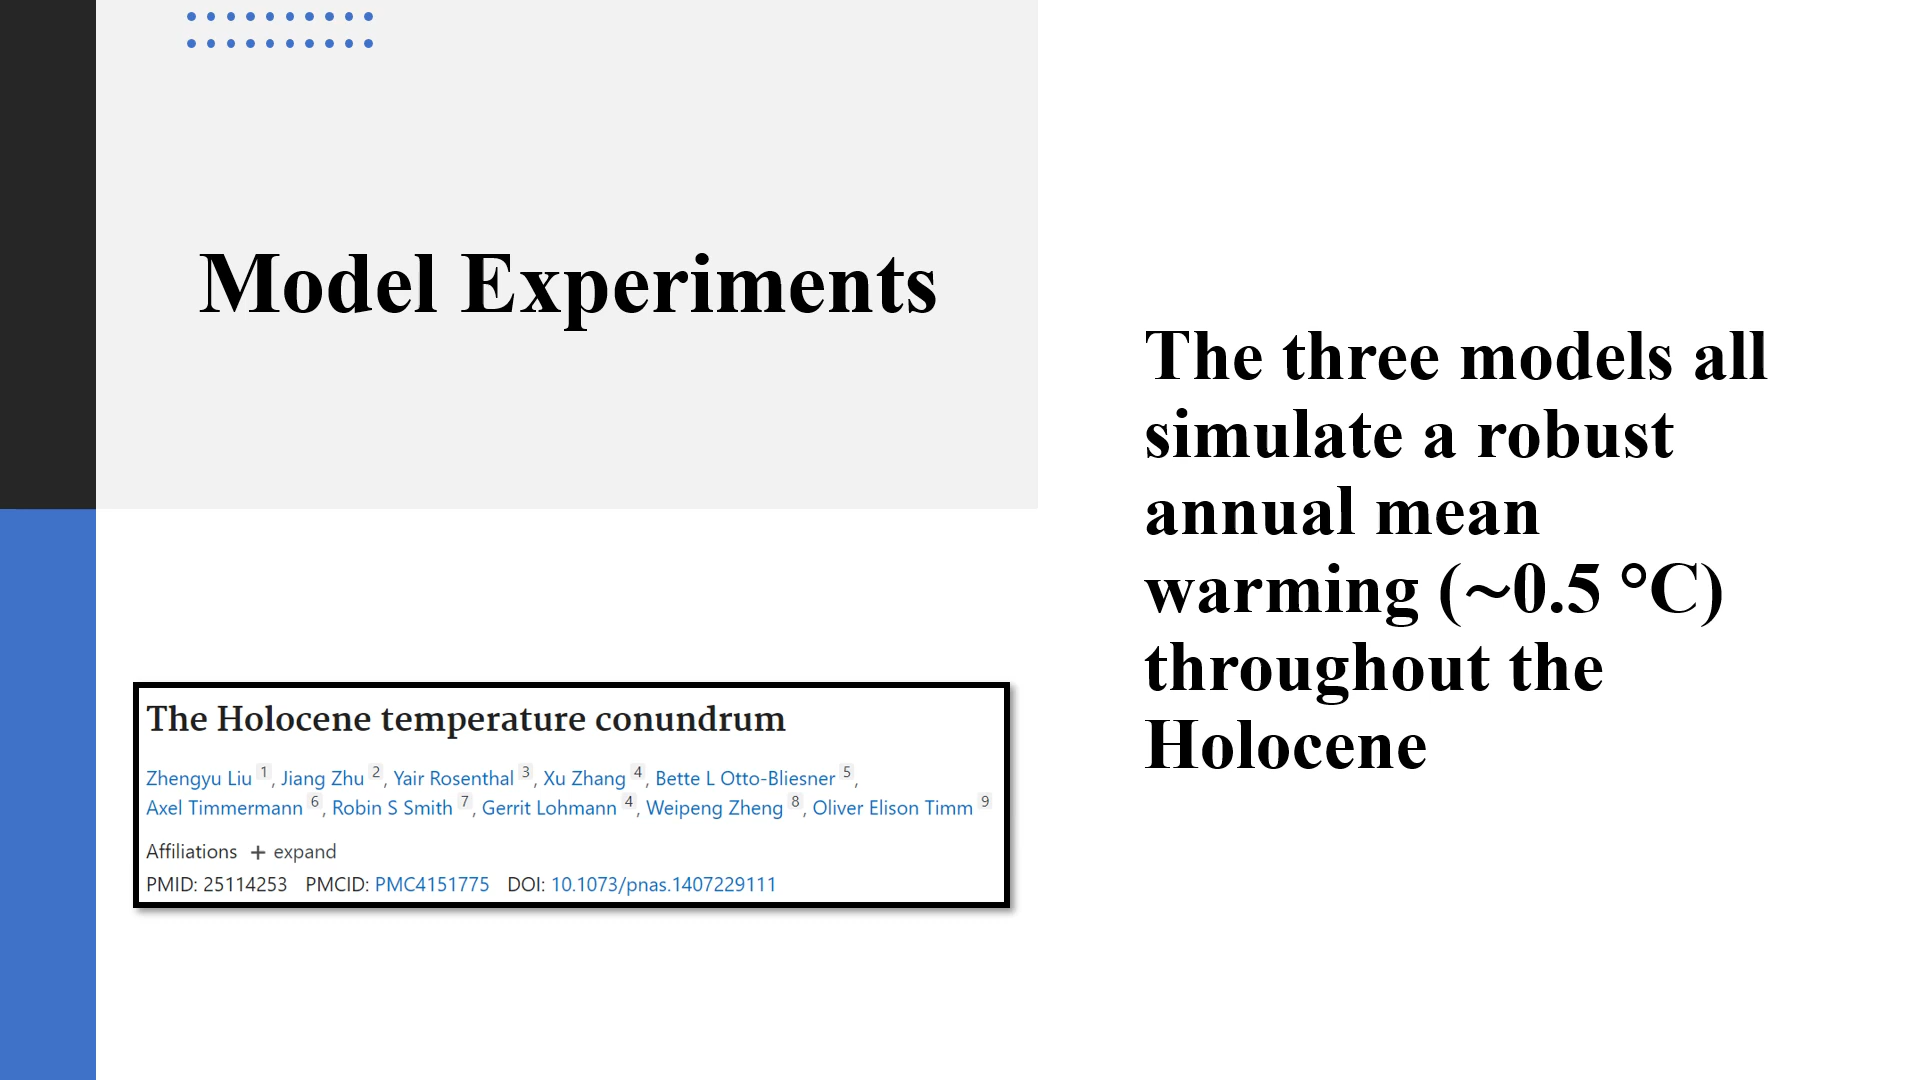 Model Experiments
The Holocene temperature conundrum
Zhengyu Liu 1, Jiang Zhu 2, Yair Rosenthal 3, Xu Zhang 4, Bette L Otto-Bliesner 5,
Axel Timmermann 6, Robin S Smith 7, Gerrit Lohmann 4, Weipeng Zheng 8, Oliver Elison Timm 9
Affiliations + expand
PMID: 25114253 PMCID: PMC4151775 DOI: 10.1073/pnas.1407229111
The three models all
simulate a robust
annual mean
warming (∼0.5 °C)
throughout the
Holocene